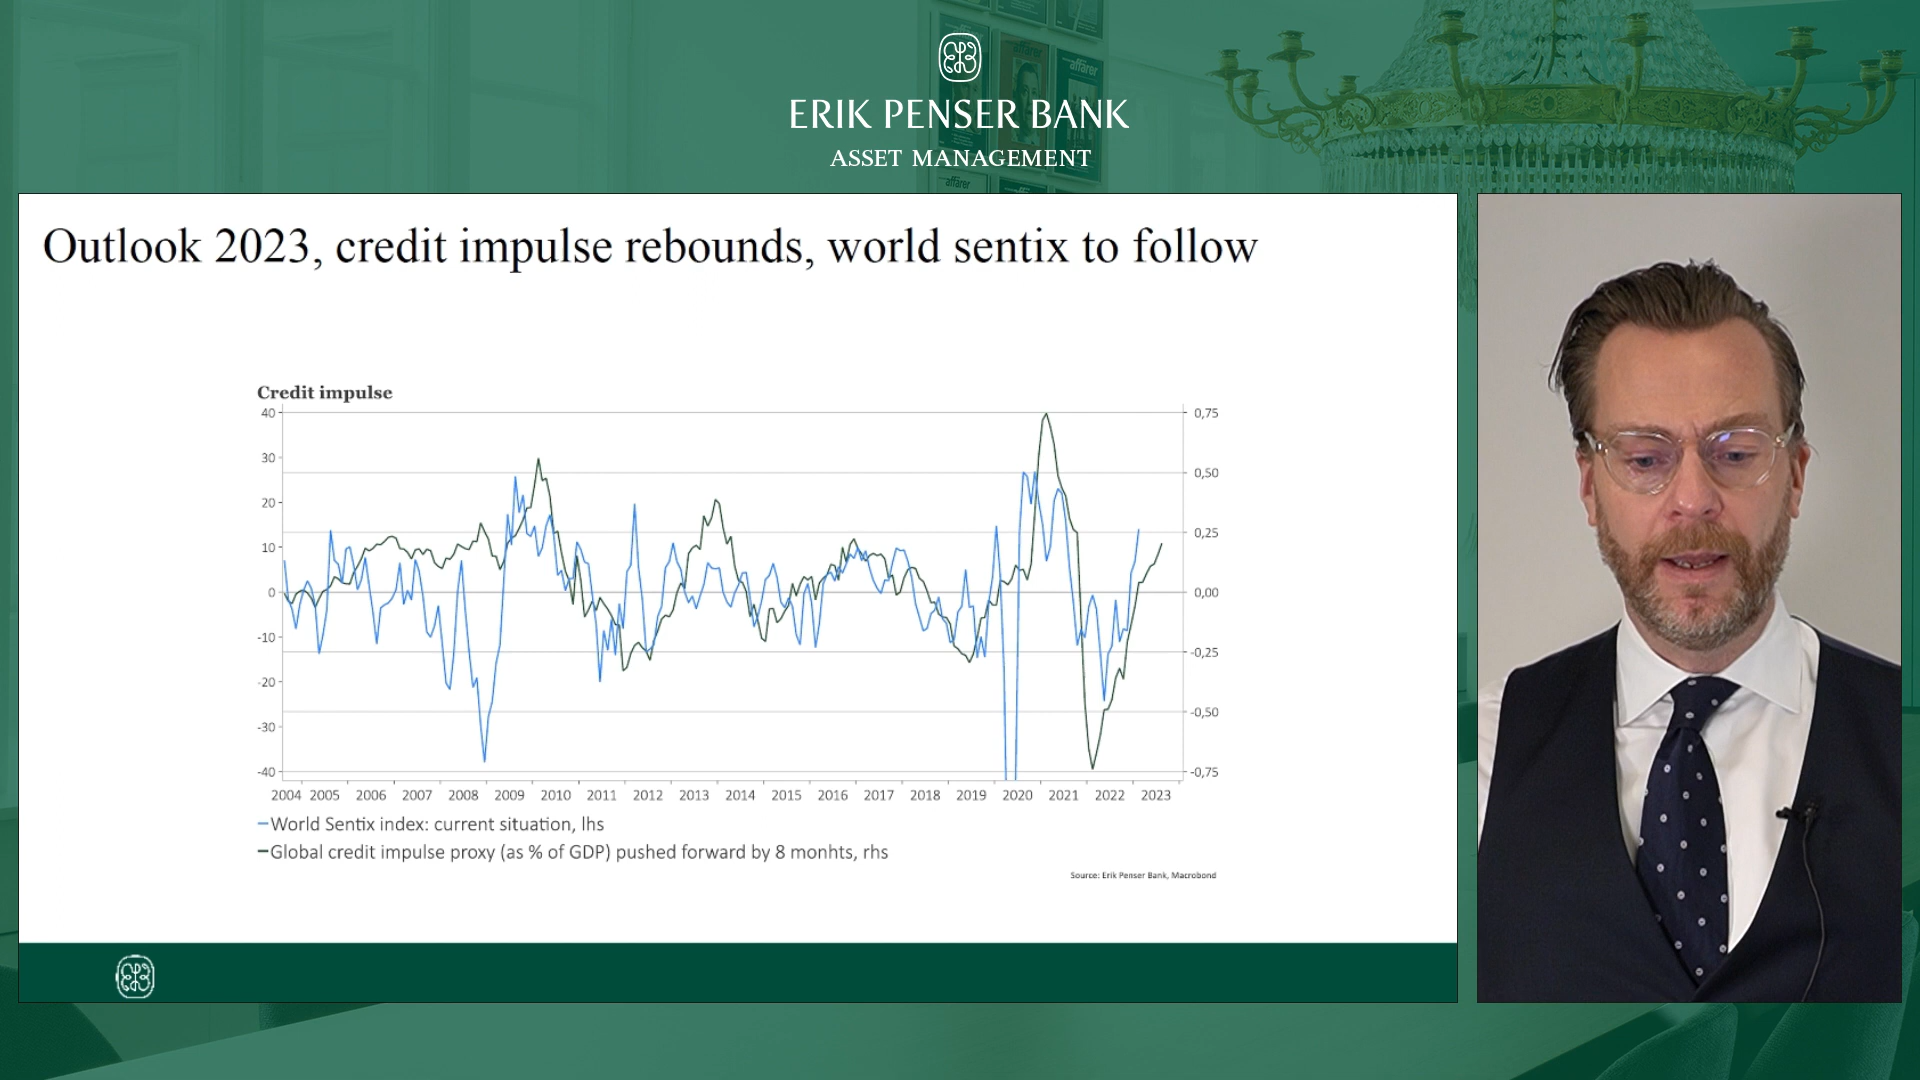 affärer
affärer
affärer
ERIK PENSER BANK
ASSET MANAGEMENT
Outlook 2023, credit impulse rebounds, world sentix to follow
Credit impulse
40
30
20
10
0
-10
-20
-30
-40
0,75
0,50
0,25
0,00
-0,25
-0,50
-0,75
2004 2005 2006 2007 2008 2009 2010 2011 2012 2013 2014 2015 2016 2017 2018 2019 2020 2021 2022 2023
World Sentix index: current situation, lhs
Global credit impulse proxy (as % of GDP) pushed forward by 8 monhts, rhs
Source: Erik Penser Bank, Macrobond